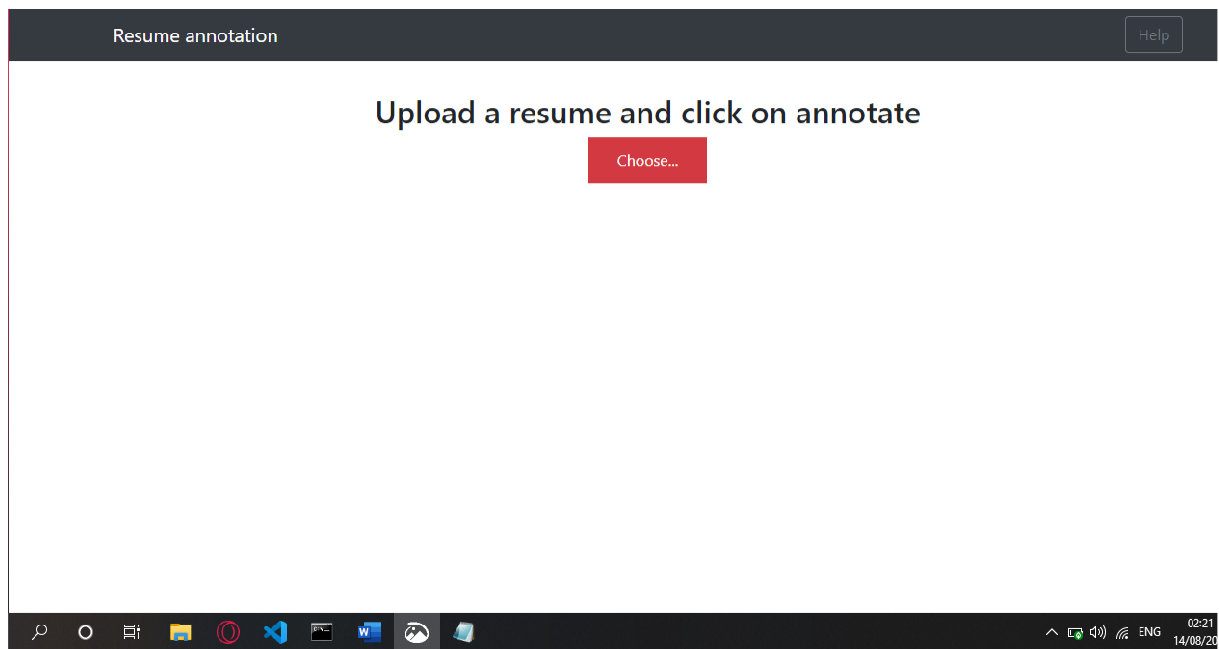 Resume annotation
Help
Upload a resume and click on annotate
Choose...
ENG
02:21
14/08/20